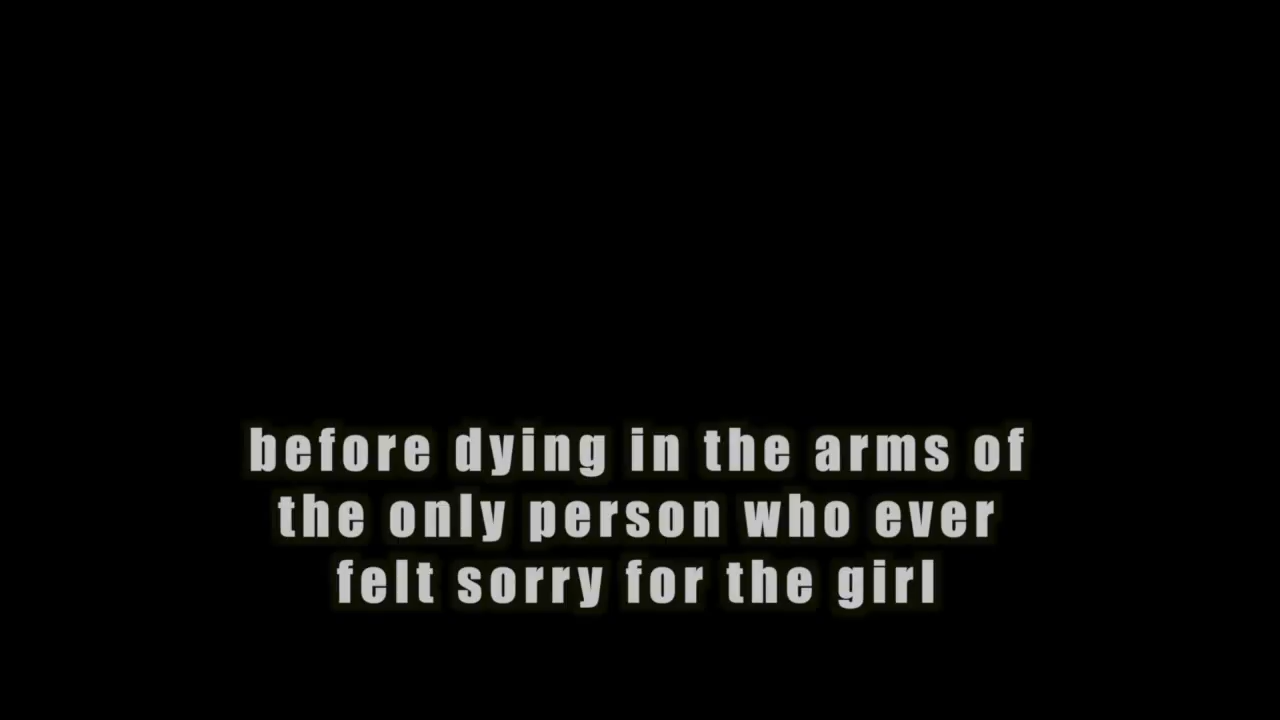 before dying in the arms of
the only person who ever
felt sorry for the girl